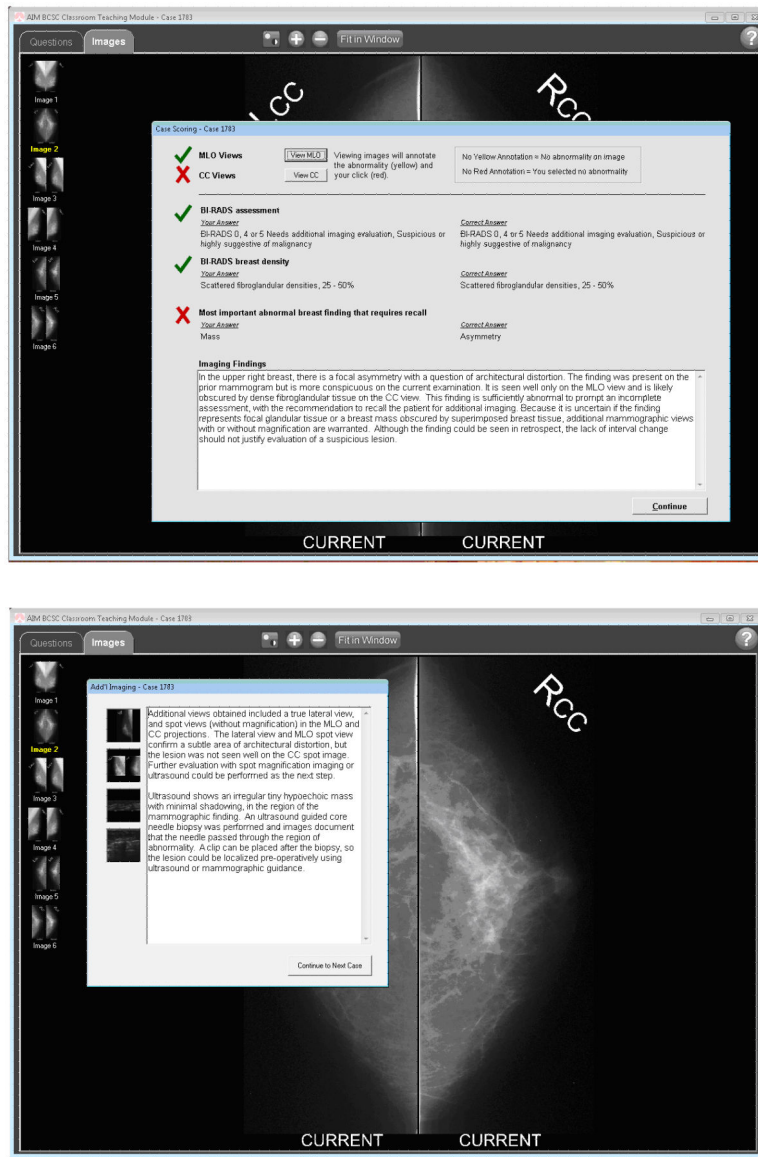 AIM BCSC Classroom Teaching Module - Case 1783
Questions
Images
Fit in Window
?
Image 1
Image 2
Image 3
Image 4
Image 5
Image 6
LCC
RCC
Case Scoring - Case 1783
MLO Views
View MLO
CC Views
View CC
Viewing images will annotate
the abnormality (yellow) and
your click (red).
No Yellow Annotation = No abnormality on image
No Red Annotation = You selected no abnormality
BI-RADS assessment
Your Answer
Correct Answer
BI-RADS 0, 4 or 5 Needs additional imaging evaluation, Suspicious or
highly suggestive of malignancy
BI-RADS 0, 4 or 5 Needs additional imaging evaluation, Suspicious or
highly suggestive of malignancy
BI-RADS breast density
Your Answer
Correct Answer
Scattered fibroglandular densities, 25 - 50%
Scattered fibroglandular densities, 25 - 50%
Most important abnormal breast finding that requires recall
Your Answer
Correct Answer
Mass
Asymmetry
Imaging Findings
In the upper right breast, there is a focal asymmetry with a question of architectural distortion. The finding was present on the
prior mammogram but is more conspicuous on the current examination. It is seen well only on the MLO view and is likely
obscured by dense fibroglandular tissue on the CC view. This finding is sufficiently abnormal to prompt an incomplete
assessment, with the recommendation to recall the patient for additional imaging. Because it is uncertain if the finding
represents focal glandular tissue or a breast mass obscured by superimposed breast tissue, additional mammographic views
with or without magnification are warranted. Although the finding could be seen in retrospect, the lack of interval change
should not justify evaluation of a suspicious lesion.
Continue
CURRENT
CURRENT
AIM BCSC Classroom Teaching Module - Case 1783
Questions
Images
Fit in Window
?
Image 1
Image 2
Image 3
Image 4
Image 5
Image 6
RCC
Add'l Imaging - Case 1783
Additional views obtained included a true lateral view,
and spot views (without magnification) in the MLO and
CC projections. The lateral view and MLO spot view
confirm a subtle area of architectural distortion, but
the lesion was not seen well on the CC spot image.
Further evaluation with spot magnification imaging or
ultrasound could be performed as the next step.
Ultrasound shows an irregular tiny hypoechoic mass
with minimal shadowing, in the region of the
mammographic finding. An ultrasound guided core
needle biopsy was performed and images document
that the needle passed through the region of
abnormality. A clip can be placed after the biopsy, so
the lesion could be localized pre-operatively using
ultrasound or mammographic guidance.
Continue to Next Case
CURRENT
CURRENT